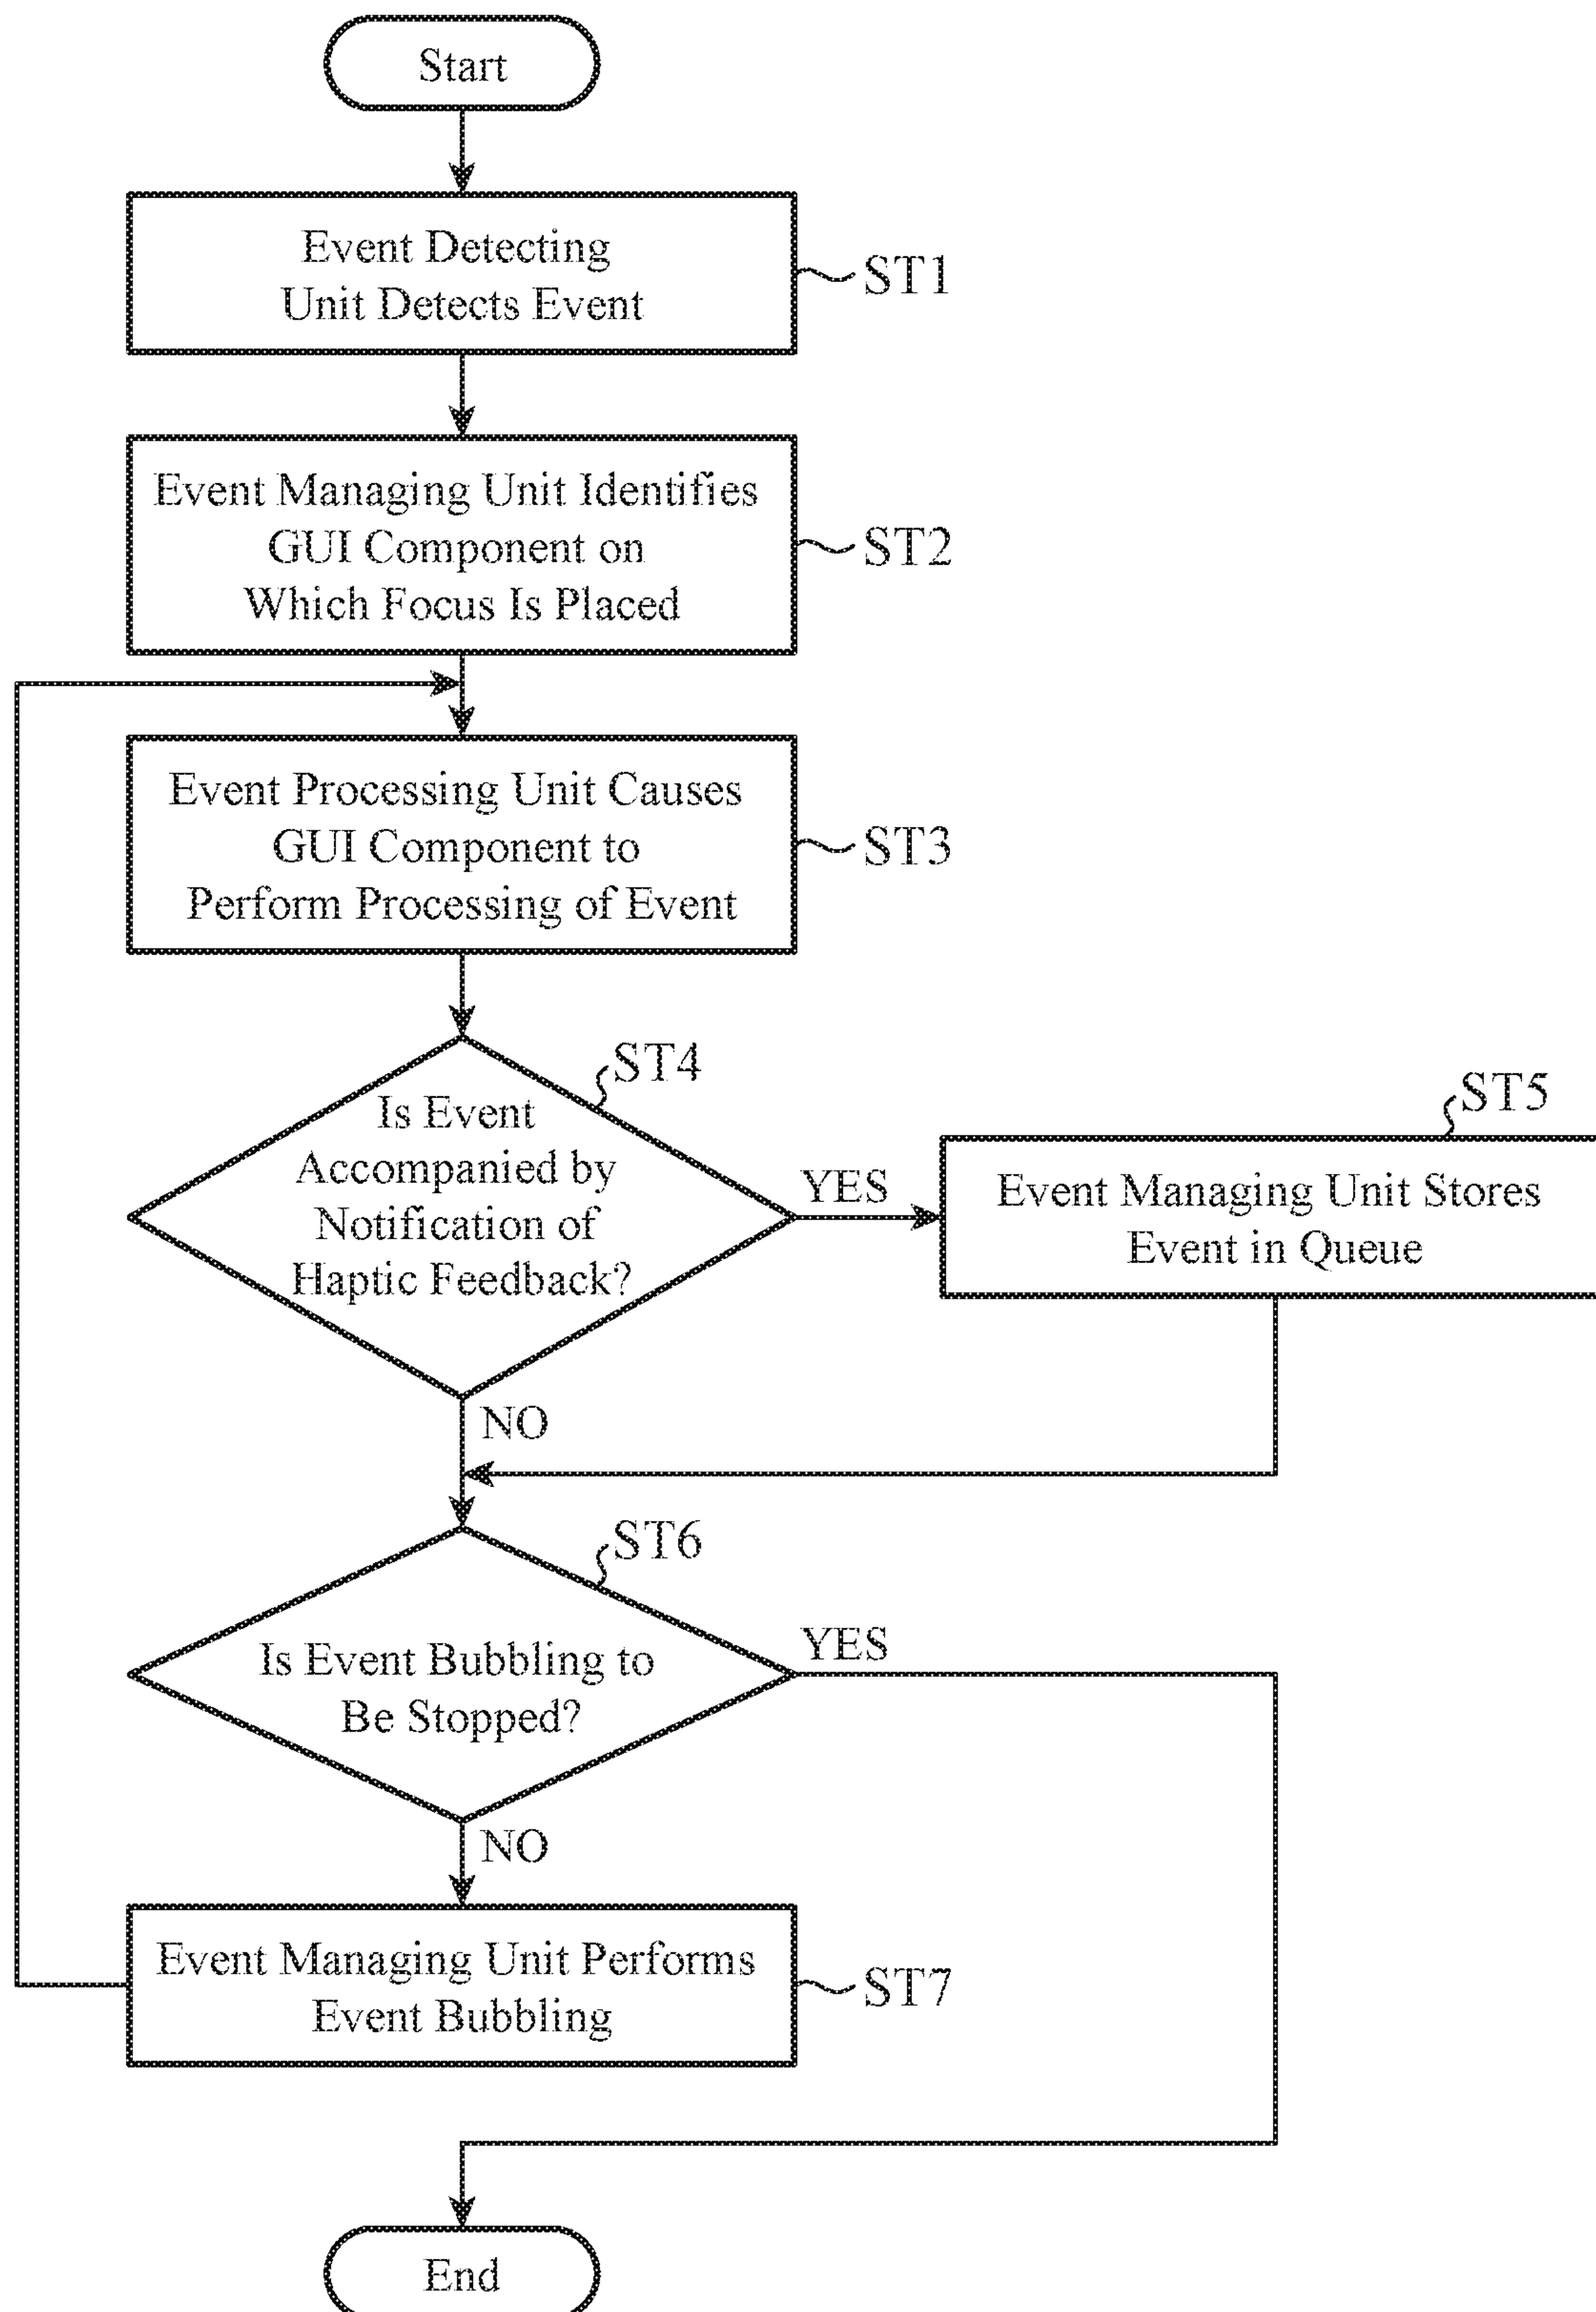 Start
Event Detecting
Unit Detects Event
ST1
Event Managing Unit Identifies
GUI Component on
Which Focus Is Placed
ST2
Event Processing Unit Causes
GUI Component to
Perform Processing of Event
ST3
ST4
Is Event
Accompanied by
Notification of
Haptic Feedback?
YES
ST5
Event Managing Unit Stores
Event in Queue
NO
ST6
Is Event Bubbling to
Be Stopped?
YES
NO
Event Managing Unit Performs
Event Bubbling
ST7
End